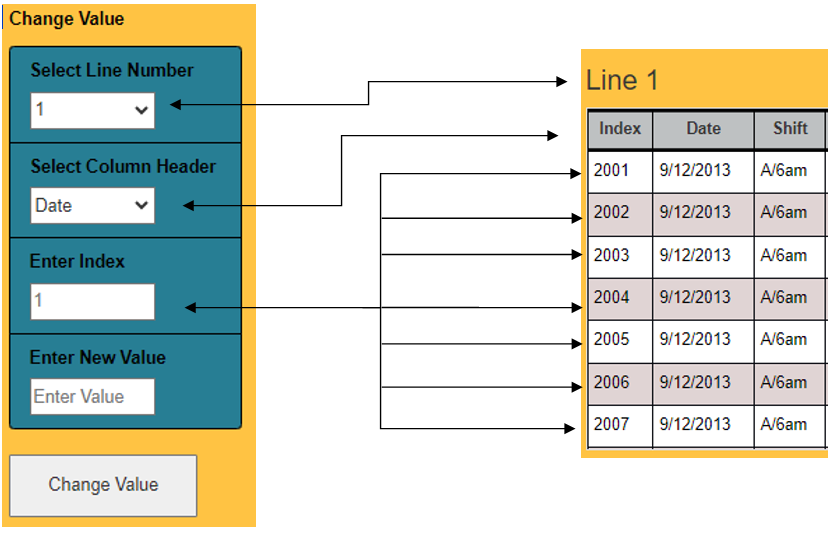 Change Value
Select Line Number
1
Select Column Header
Date
Enter Index
1
Enter New Value
Enter Value
Change Value
Line 1
Index Date Shift
2001 9/12/2013 A/6am
2002 9/12/2013 A/6am
2003 9/12/2013 A/6am
2004 9/12/2013 A/6am
2005 9/12/2013 A/6am
2006 9/12/2013 A/6am
2007 9/12/2013 A/6am